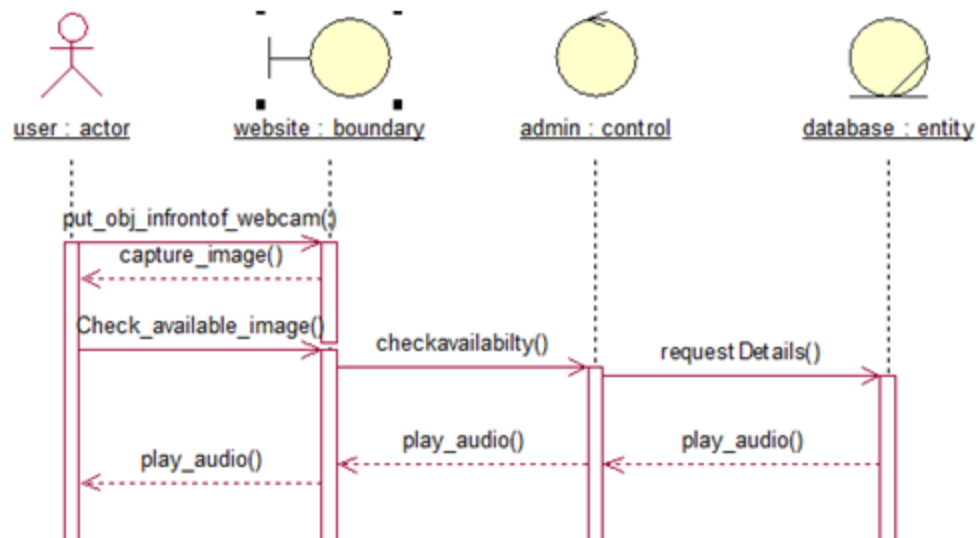 user : actor
website : boundary
admin : control
database : entity
put_obj_infrontof_webcam()
capture_image()
Check_available_image()
checkavailabilty()
request Details()
play_audio()
play_audio()
play_audio()